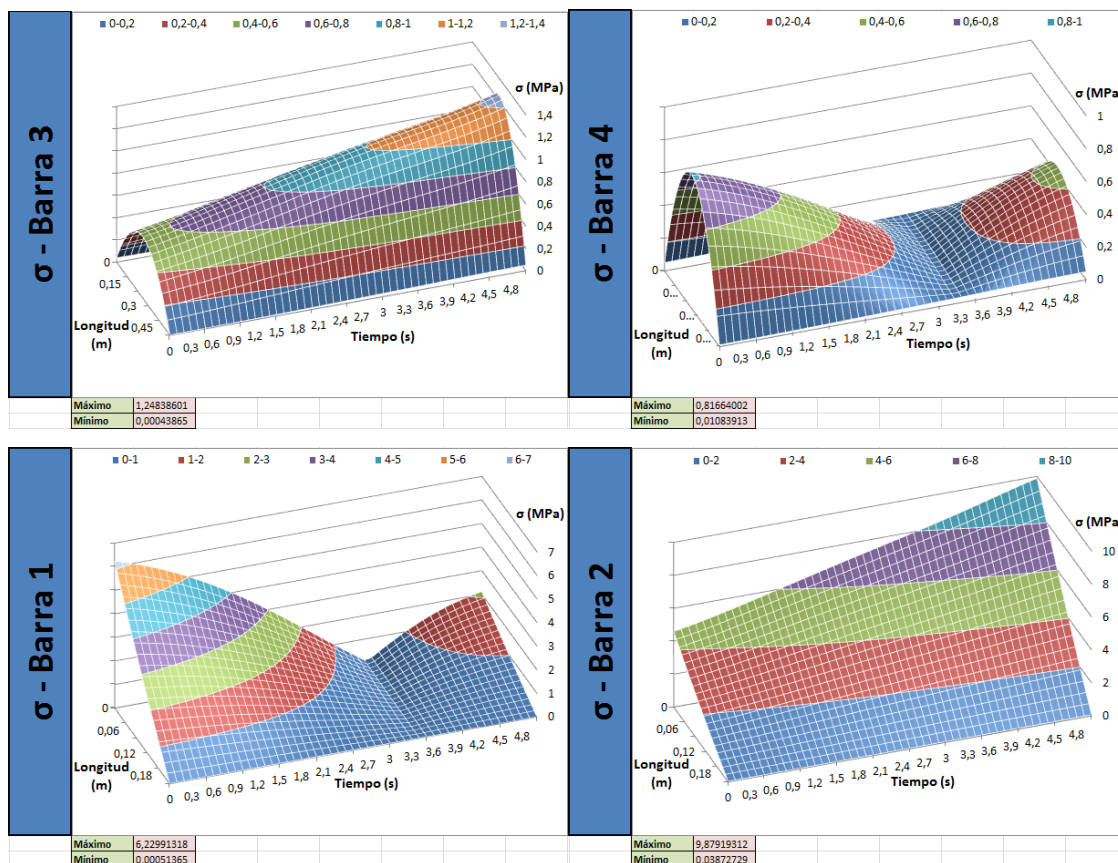 σ - Barra 3
0-0,2 0,2-0,4 0,4-0,6 0,6-0,8 0,8-1 1-1,2 1,2-1,4
σ (MPa)
1,4
1,2
1
0,8
0,6
0,4
0,2
0
0
0,15
0,3
0,45
Longitud
(m)
0 0,3 0,6 0,9 1,2 1,5 1,8 2,1 2,4 2,7 3 3,3 3,6 3,9 4,2 4,5 4,8
Tiempo (s)
Máximo 1,24838601
Mínimo 0,00043865
σ - Barra 4
0-0,2 0,2-0,4 0,4-0,6 0,6-0,8 0,8-1
σ (MPa)
1
0,8
0,6
0,4
0,2
0
0
0...
0...
0...
Longitud
(m)
0 0,3 0,6 0,9 1,2 1,5 1,8 2,1 2,4 2,7 3 3,3 3,6 3,9 4,2 4,5 4,8
Tiempo (s)
Máximo 0,81664002
Mínimo 0,01083913
σ - Barra 1
0-1 1-2 2-3 3-4 4-5 5-6 6-7
σ (MPa)
7
6
5
4
3
2
1
0
0
0,06
0,12
0,18
Longitud
(m)
0 0,3 0,6 0,9 1,2 1,5 1,8 2,1 2,4 2,7 3 3,3 3,6 3,9 4,2 4,5 4,8
Tiempo (s)
Máximo 6,22991318
Mínimo 0,00051365
σ - Barra 2
0-2 2-4 4-6 6-8 8-10
σ (MPa)
10
8
6
4
2
0
0
0,06
0,12
0,18
Longitud
(m)
0 0,3 0,6 0,9 1,2 1,5 1,8 2,1 2,4 2,7 3 3,3 3,6 3,9 4,2 4,5 4,8
Tiempo (s)
Máximo 9,87919312
Mínimo 0,03872729